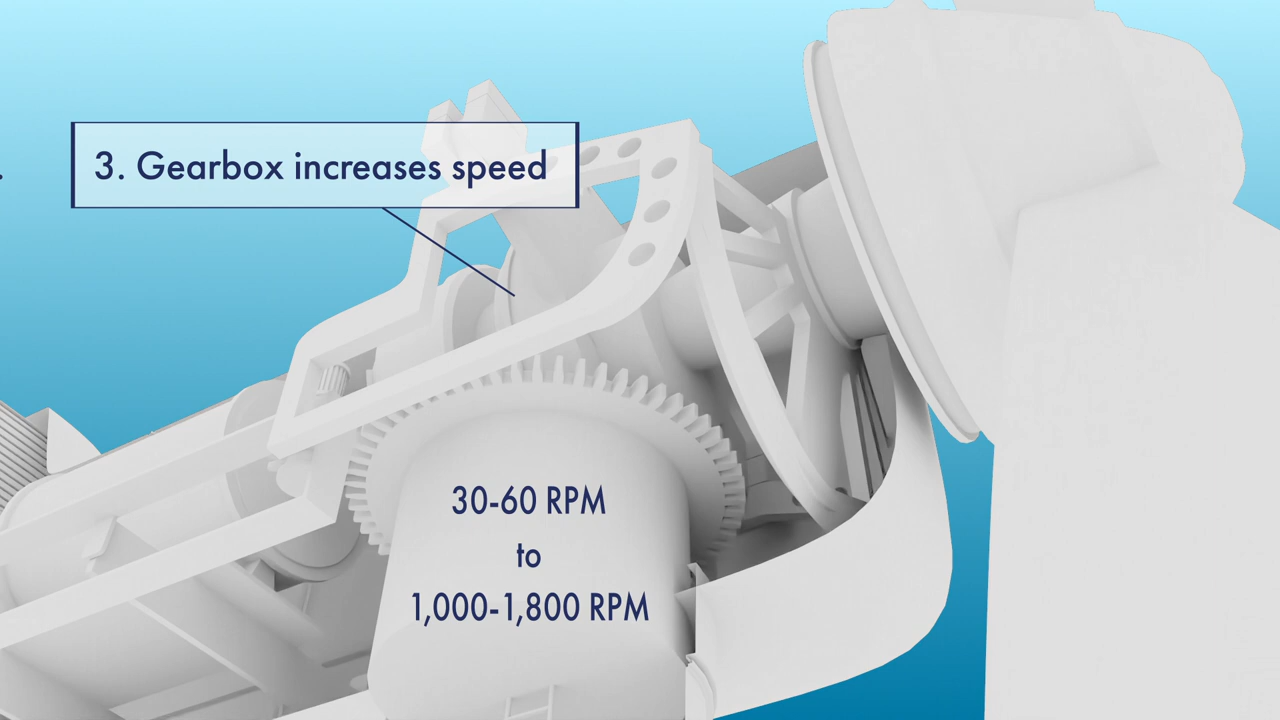 3. Gearbox increases speed
30-60 RPM
to
1,000-1,800 RPM